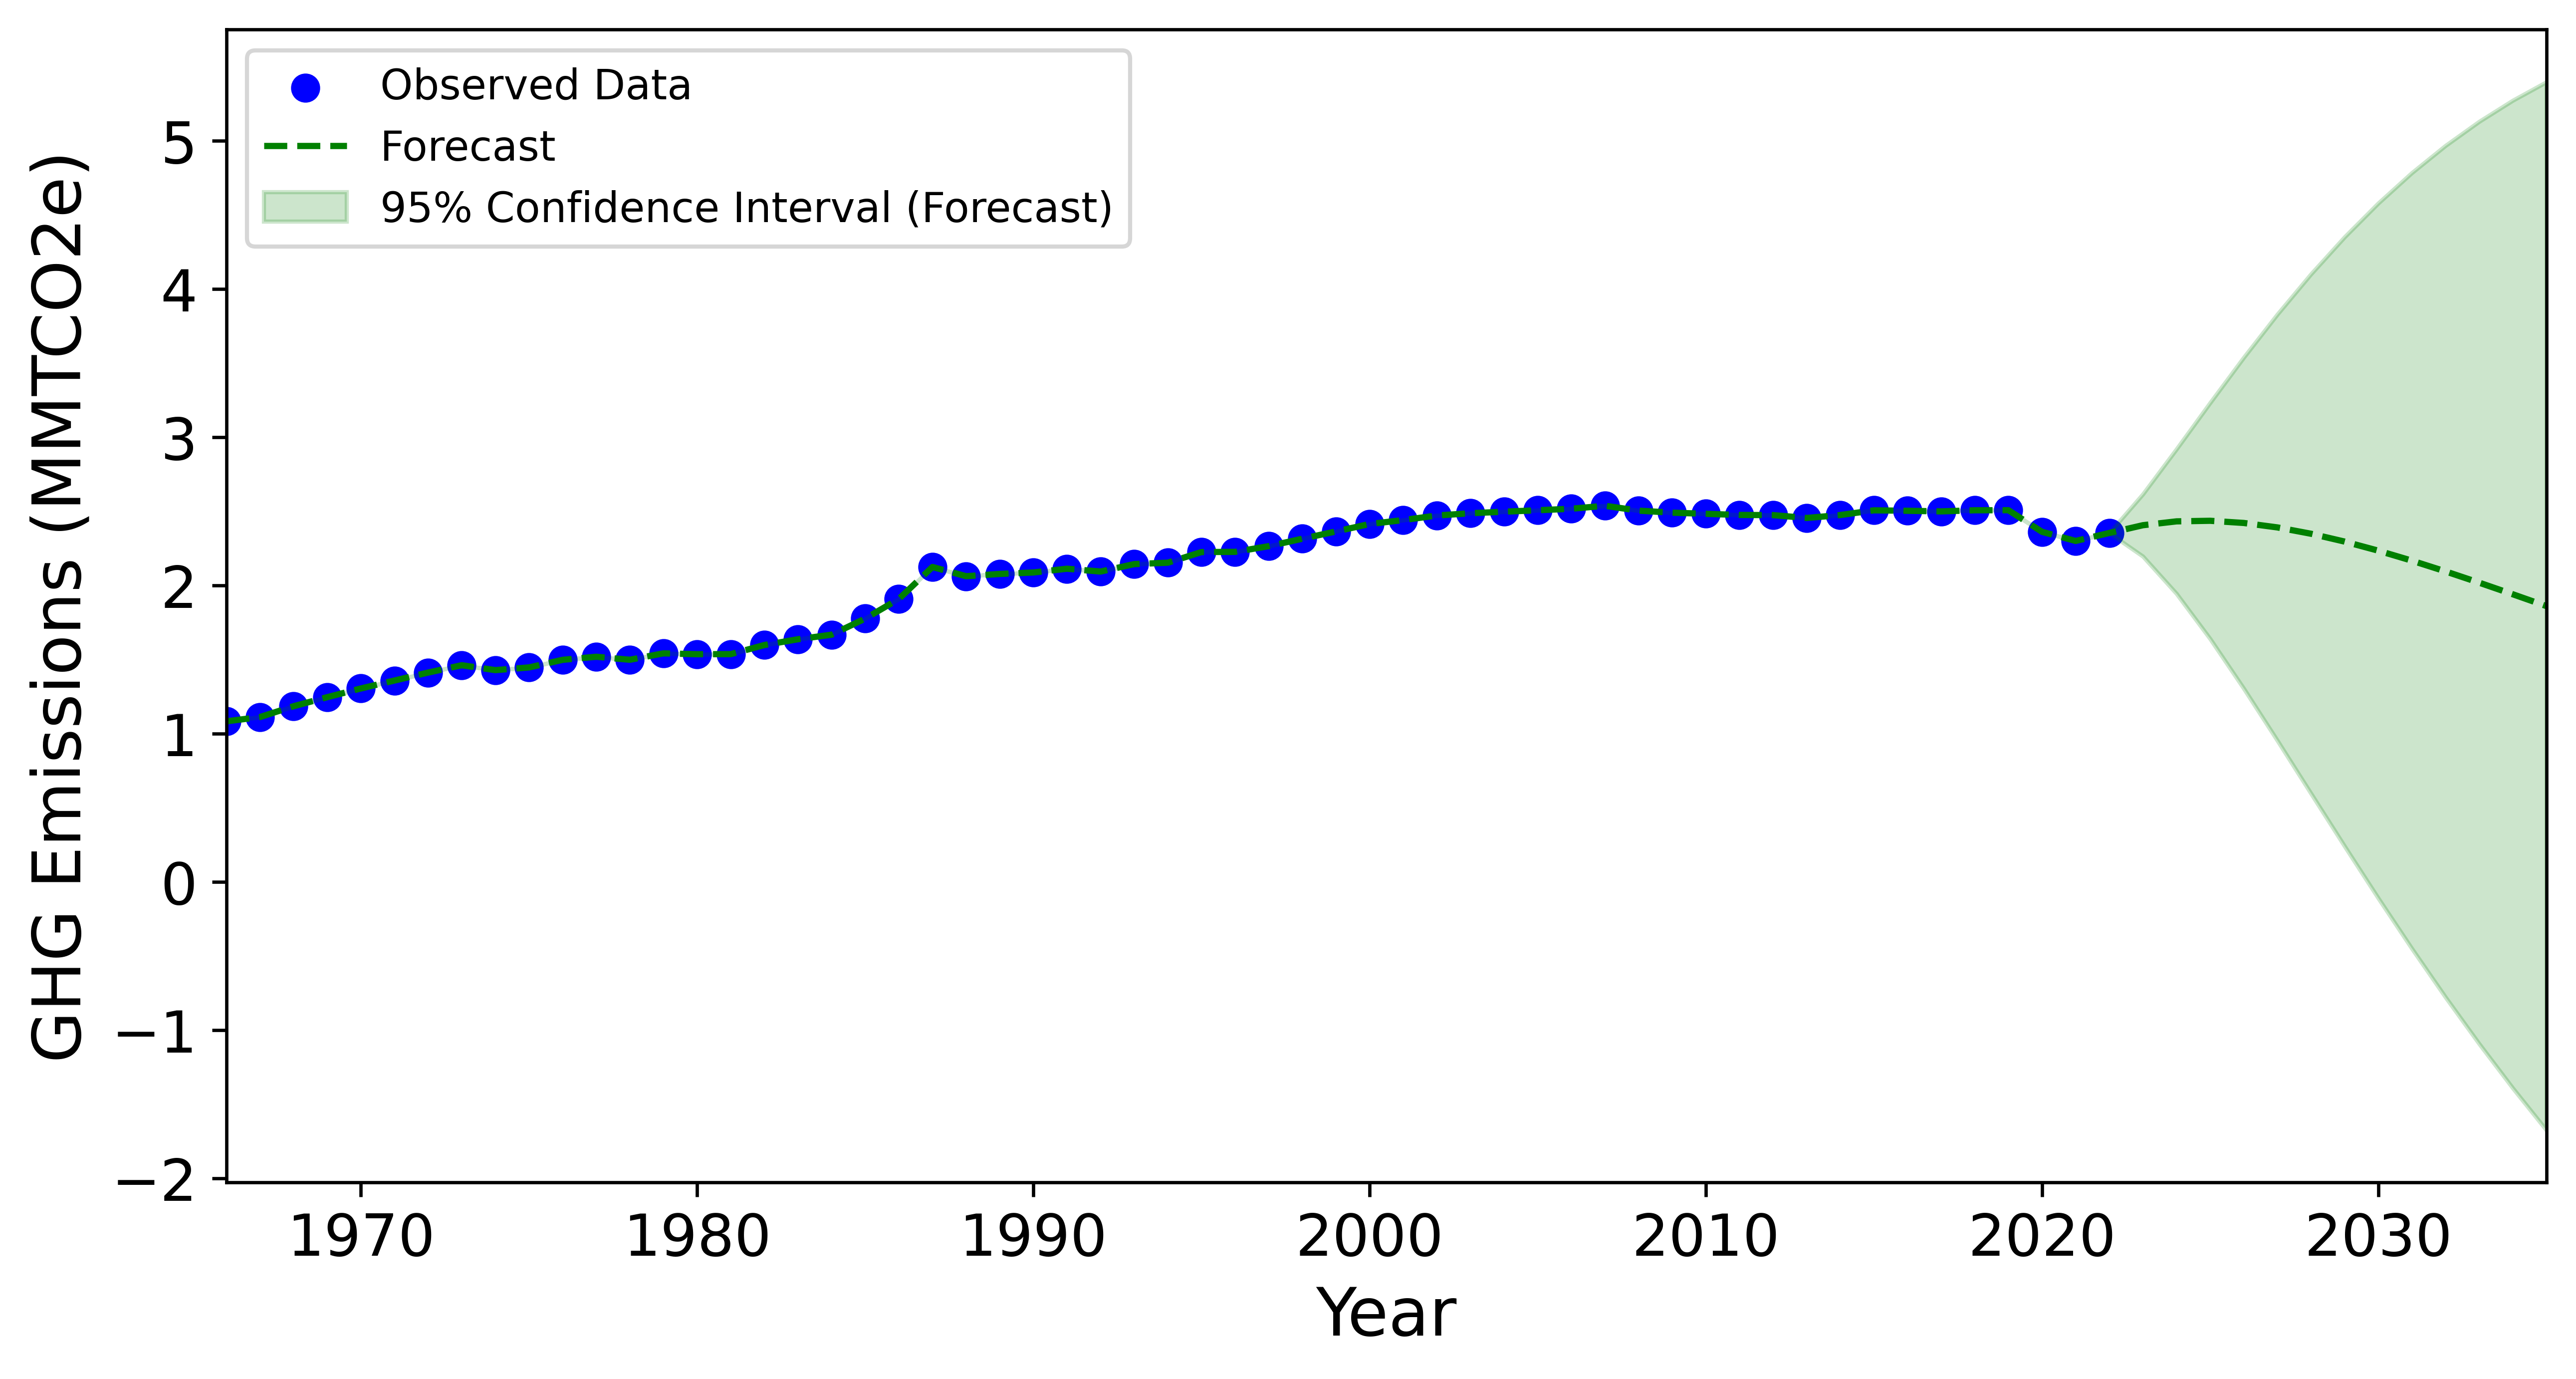 Observed Data
Forecast
95% Confidence Interval (Forecast)
GHG Emissions (MMTCO2e)
5
4
3
2
1
0
−1
−2
1970 1980 1990 2000 2010 2020 2030
Year